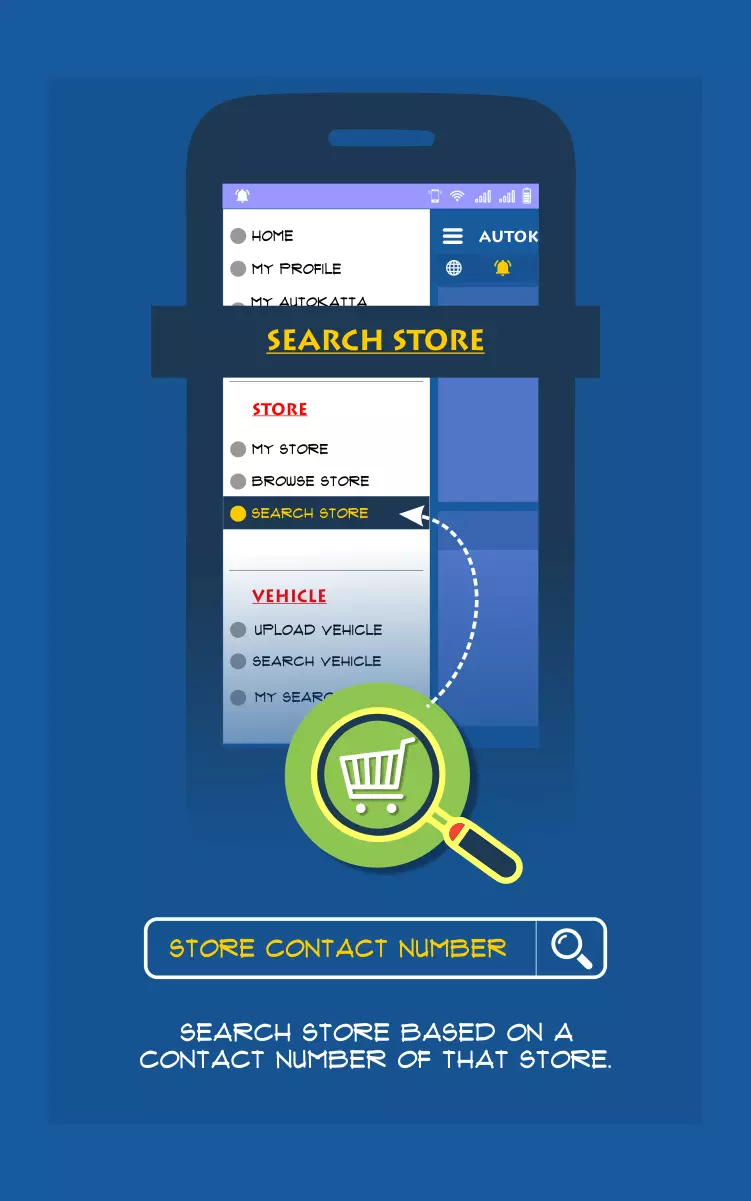 HOME
MY PROFILE
MY AUTOKATTA
AUTOK
SEARCH STORE
STORE
MY STORE
BROWSE STORE
SEARCH STORE
VEHICLE
UPLOAD VEHICLE
SEARCH VEHICLE
MY SEARC
STORE CONTACT NUMBER
SEARCH STORE BASED ON A
CONTACT NUMBER OF THAT STORE.